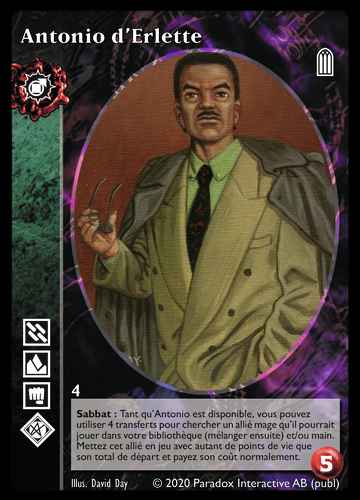 Antonio d'Erlette
4
Sabbat : Tant qu'Antonio est disponible, vous pouvez
utiliser 4 transferts pour chercher un allié mage qu'il pourrait
jouer dans votre bibliothèque (mélanger ensuite) et/ou main.
Mettez cet allié en jeu avec autant de points de vie que
son total de départ et payez son coût normalement.
5
Illus. David Day © 2020 Paradox Interactive AB (publ)